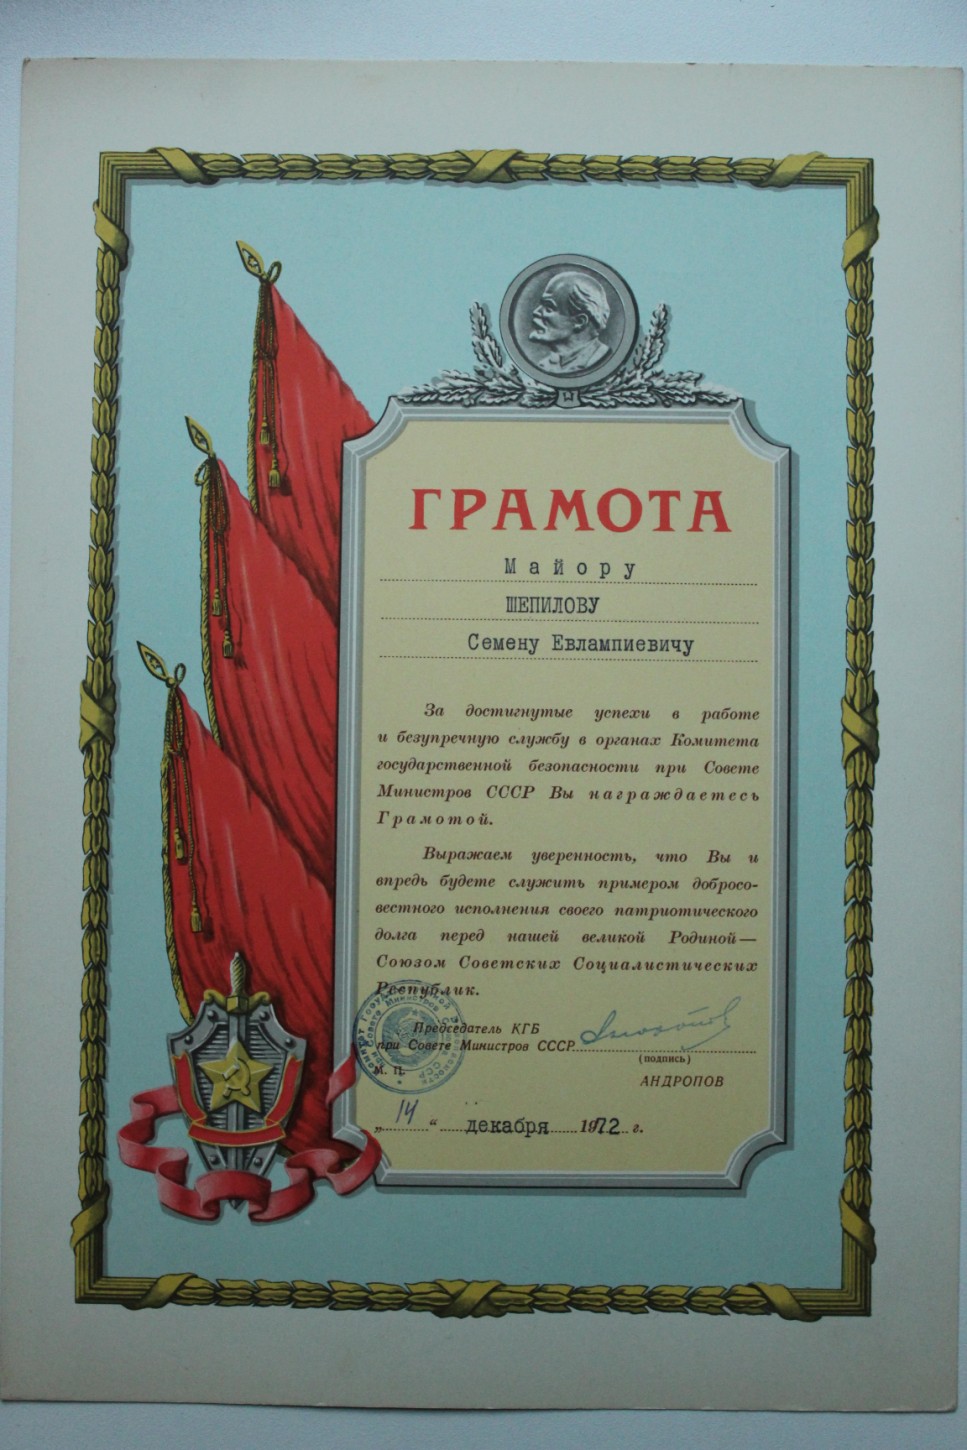 ГРАМОТА
Майору
ШЕПИЛОВУ
Семену Евлампиевичу
За достигнутые успехи в работе
и безупречную службу в органах Комитета
государственной безопасности при Совете
Министров СССР Вы награждаетесь
Грамотой.
Выражаем уверенность, что Вы и
впредь будете служить примером добросо-
вестного исполнения своего патриотического
долга перед нашей великой Родиной—
Союзом Советских Социалистических
Республик.
Председатель КГБ
при Совете Министров СССР
(подпись)
М. П.
АНДРОПОВ
„14“ декабря 1972 г.